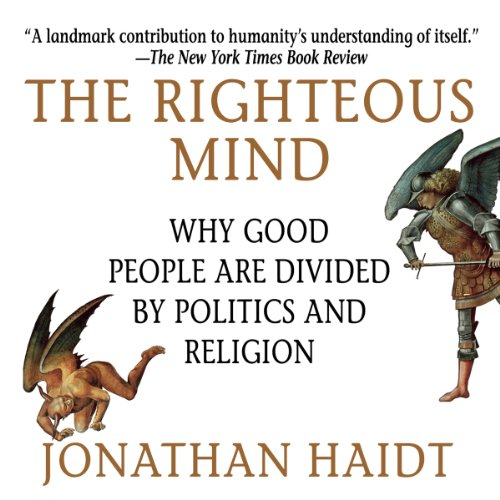 “A landmark contribution to humanity’s understanding of itself.”
—The New York Times Book Review
THE RIGHTEOUS
MIND
WHY GOOD
PEOPLE ARE DIVIDED
BY POLITICS AND
RELIGION
JONATHAN HAIDT